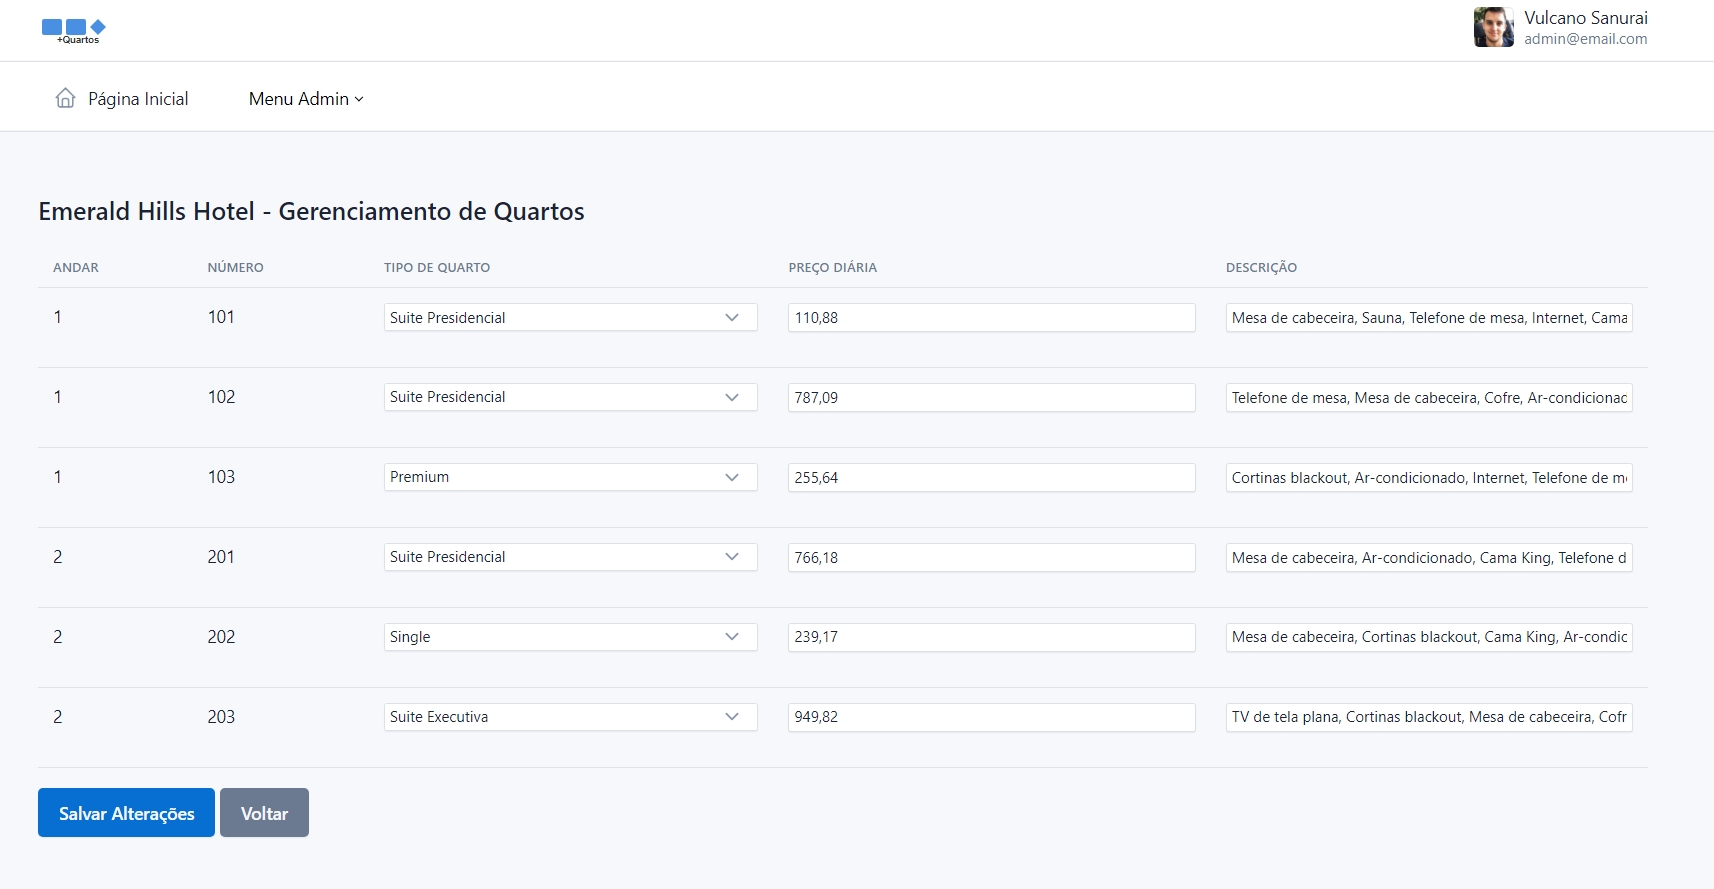 +Quartos
Vulcano Sanurai
admin@email.com
Página Inicial
Menu Admin
Emerald Hills Hotel - Gerenciamento de Quartos
ANDAR NÚMERO TIPO DE QUARTO PREÇO DIÁRIA DESCRIÇÃO
1 101 Suite Presidencial 110,88 Mesa de cabeceira, Sauna, Telefone de mesa, Internet, Cama
1 102 Suite Presidencial 787,09 Telefone de mesa, Mesa de cabeceira, Cofre, Ar-condicionad
1 103 Premium 255,64 Cortinas blackout, Ar-condicionado, Internet, Telefone de m
2 201 Suite Presidencial 766,18 Mesa de cabeceira, Ar-condicionado, Cama King, Telefone d
2 202 Single 239,17 Mesa de cabeceira, Cortinas blackout, Cama King, Ar-condic
2 203 Suite Executiva 949,82 TV de tela plana, Cortinas blackout, Mesa de cabeceira, Cofr
Salvar Alterações
Voltar